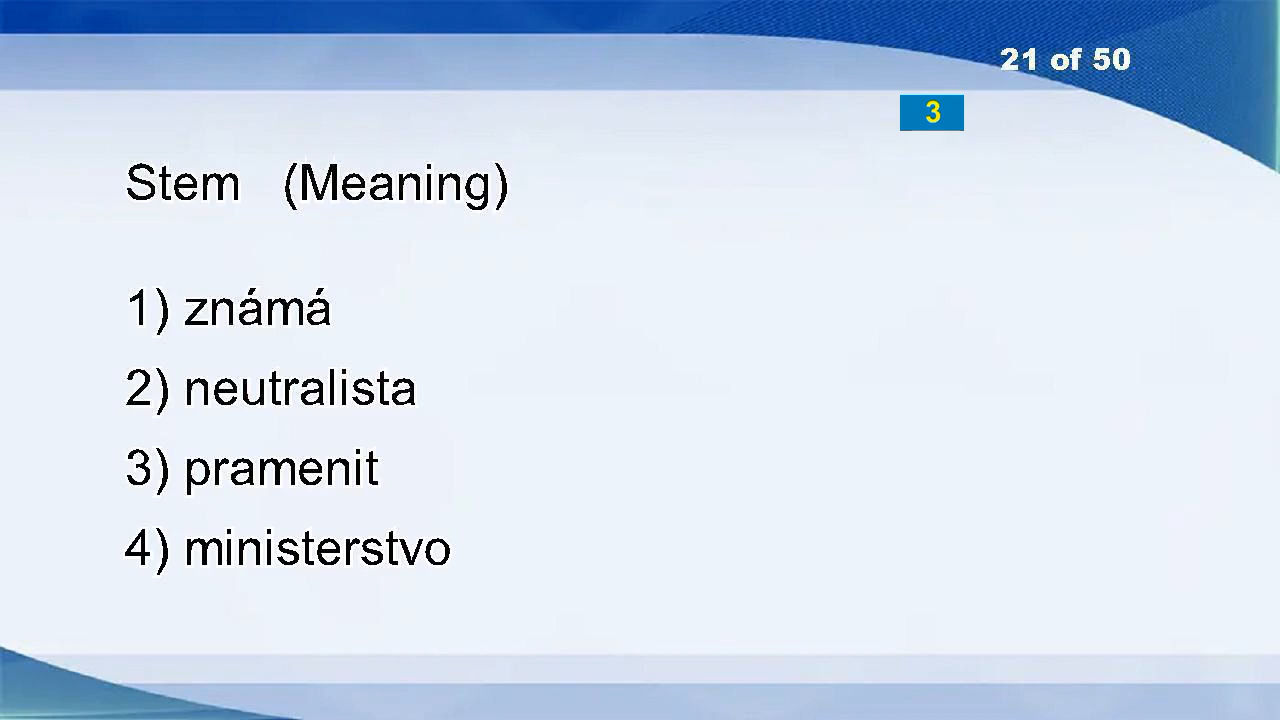 21 of 50
3
Stem (Meaning)
1) známá
2) neutralista
3) pramenit
4) ministerstvo